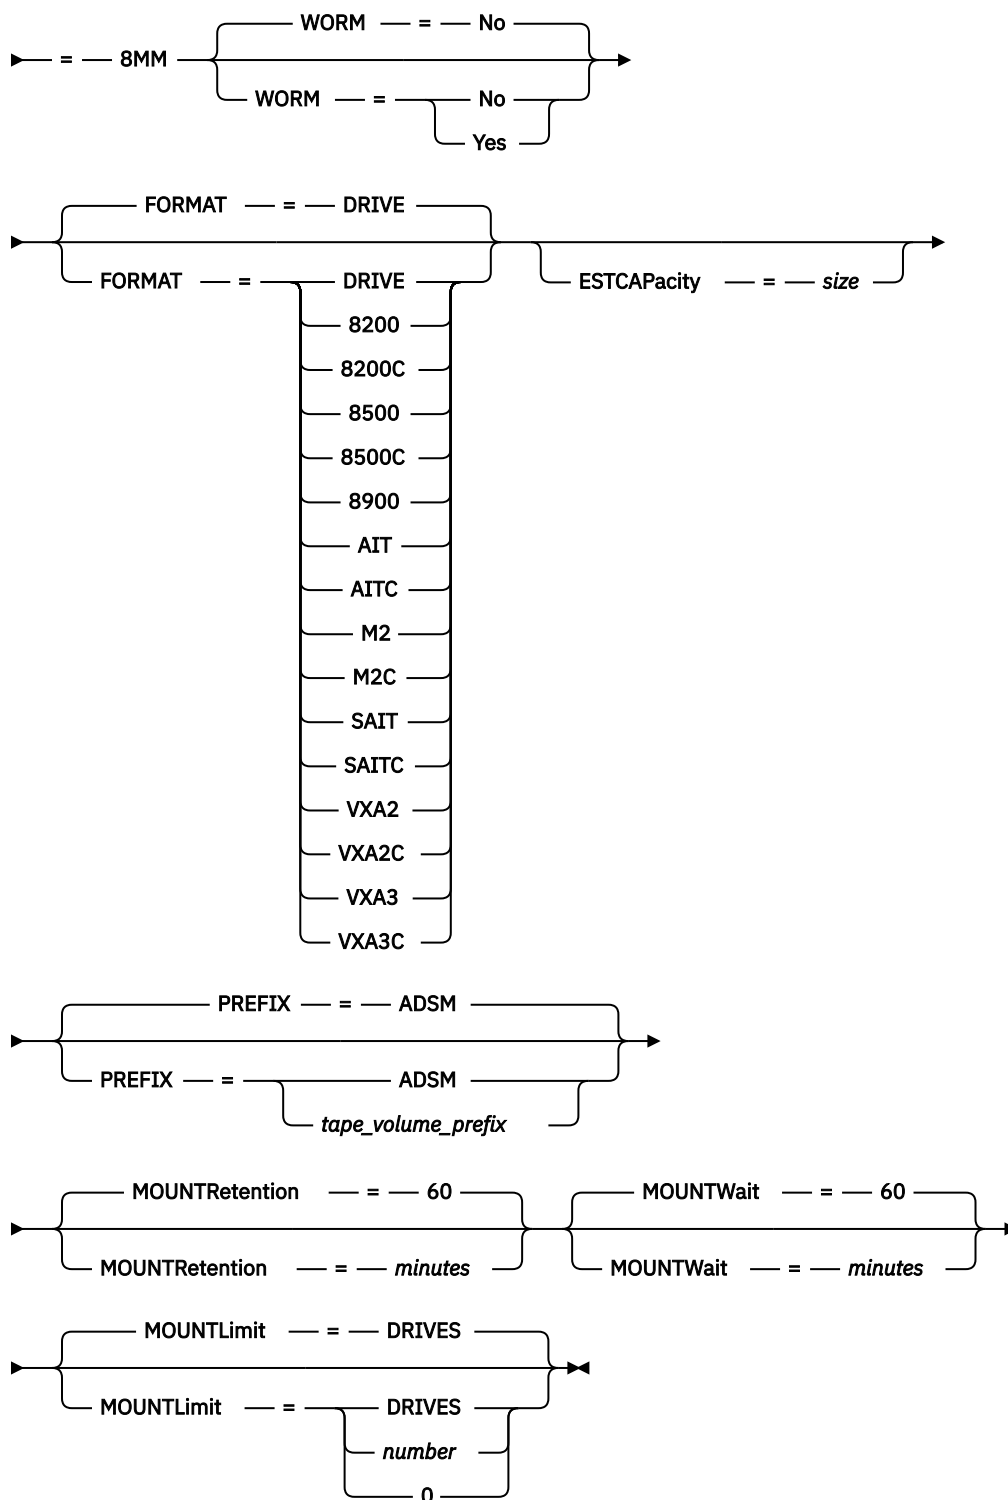 WORM = No
= 8MM
WORM = No
Yes
FORMAT = DRIVE
FORMAT = DRIVE
ESTCAPacity = size
8200
8200C
8500
8500C
8900
AIT
AITC
M2
M2C
SAIT
SAITC
VXA2
VXA2C
VXA3
VXA3C
PREFIX = ADSM
PREFIX = ADSM
tape_volume_prefix
MOUNTRetention = 60 MOUNTWait = 60
MOUNTRetention = minutes MOUNTWait = minutes
MOUNTLimit = DRIVES
MOUNTLimit = DRIVES
number
0